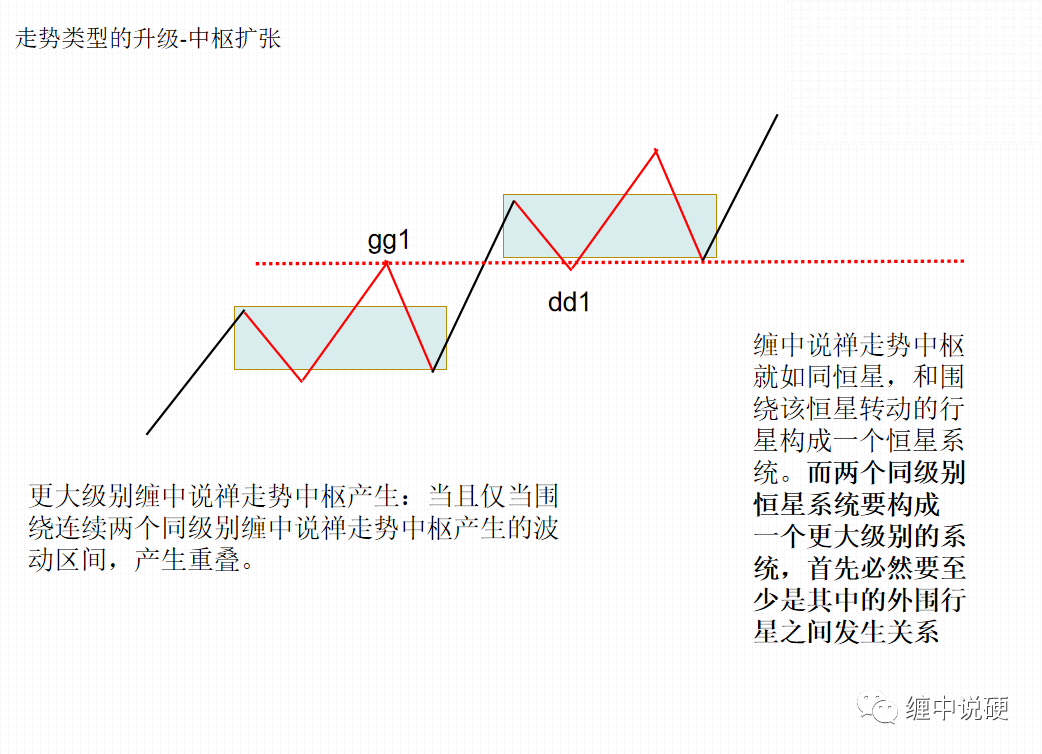 走势类型的升级-中枢扩张
gg1
dd1
缠中说禅走势中枢
就如同恒星，和围
绕该恒星转动的行
星构成一个恒星系
统。而两个同级别
恒星系统要构成
一个更大级别的系
统，首先必然要至
少是其中的外围行
星之间发生关系
更大级别缠中说禅走势中枢产生：当且仅当围
绕连续两个同级别缠中说禅走势中枢产生的波
动区间，产生重叠。
缠中说硬